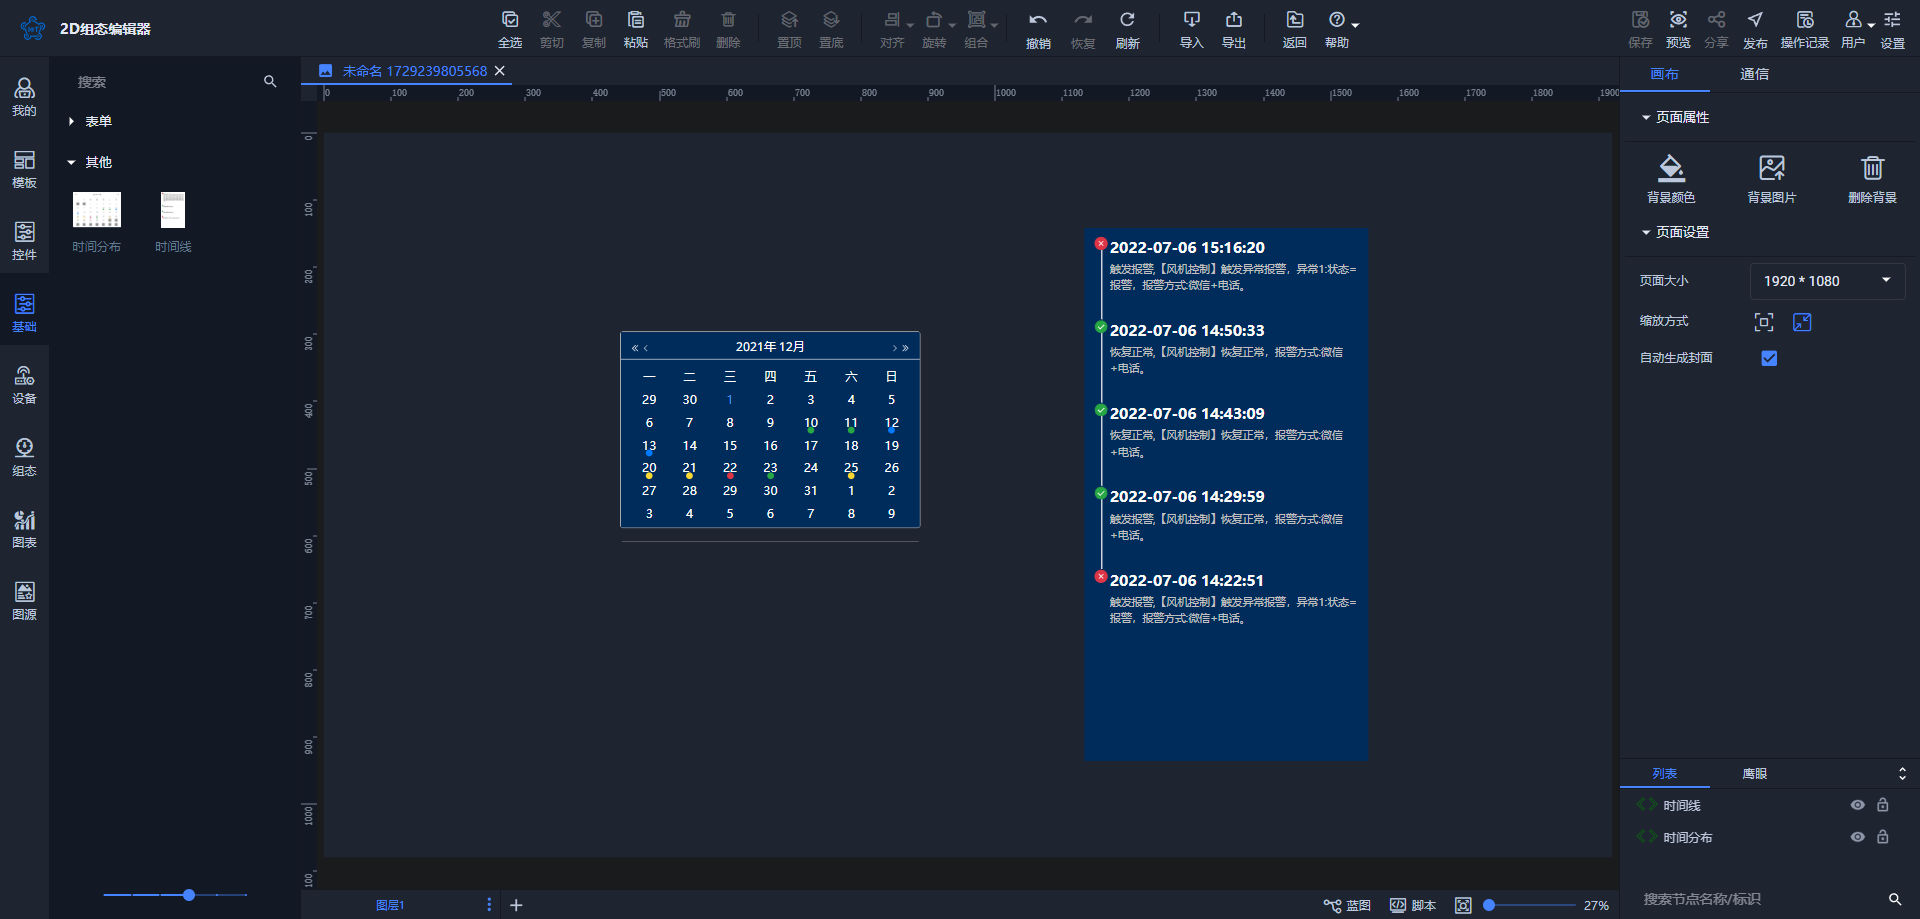 2D组态编辑器
全选 剪切 复制 粘贴 格式刷 删除 置顶 置底 对齐 旋转 组合 撤销 恢复 刷新 导入 导出 返回 帮助 保存 预览 分享 发布 操作记录 用户 设置
我的
模板
控件
基础
设备
组态
图表
图源
搜索
表单
其他
时间分布 时间线
未命名 1729239805568
0 100 200 300 400 500 600 700 800 900 1000 1100 1200 1300 1400 1500 1600 1700 1800 1900
0
100
200
300
400
500
600
700
800
900
1000
1100
« ‹ 2021年 12月 › »
一 二 三 四 五 六 日
29 30 1 2 3 4 5
6 7 8 9 10 11 12
13 14 15 16 17 18 19
20 21 22 23 24 25 26
27 28 29 30 31 1 2
3 4 5 6 7 8 9
2022-07-06 15:16:20
触发报警,【风机控制】触发异常报警，异常1:状态=
报警，报警方式:微信+电话。
2022-07-06 14:50:33
恢复正常,【风机控制】恢复正常，报警方式:微信
+电话。
2022-07-06 14:43:09
恢复正常,【风机控制】恢复正常，报警方式:微信
+电话。
2022-07-06 14:29:59
触发报警,【风机控制】恢复正常，报警方式:微信
+电话。
2022-07-06 14:22:51
触发报警,【风机控制】触发异常报警，异常1:状态=
报警，报警方式:微信+电话。
图层1
蓝图 脚本 27%
画布 通信
页面属性
背景颜色 背景图片 删除背景
页面设置
页面大小 1920 * 1080
缩放方式
自动生成封面
列表 鹰眼
时间线
时间分布
搜索节点名称/标识